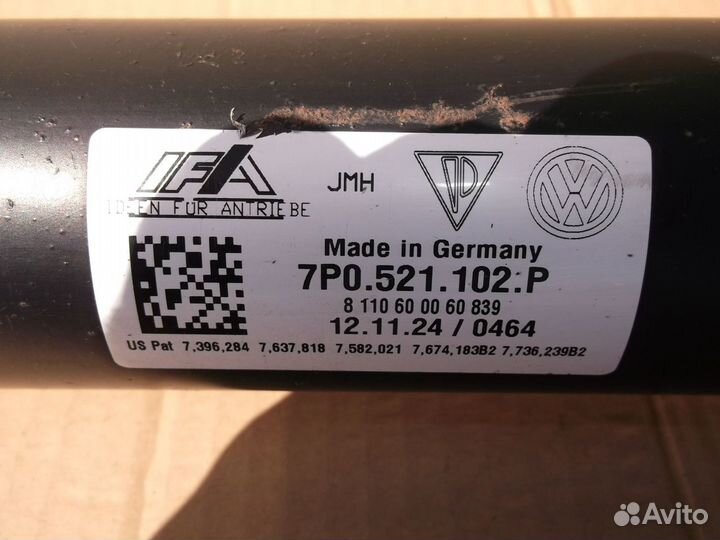 IFA
IDEEN FÜR ANTRIEBE
JMH
VW
Made in Germany
7P0.521.102.P
8 110 60 00 60 839
12.11.24 / 0464
US Pat 7,396,284 7,637,818 7,582,021 7,674,183B2 7,736,239B2
Avito